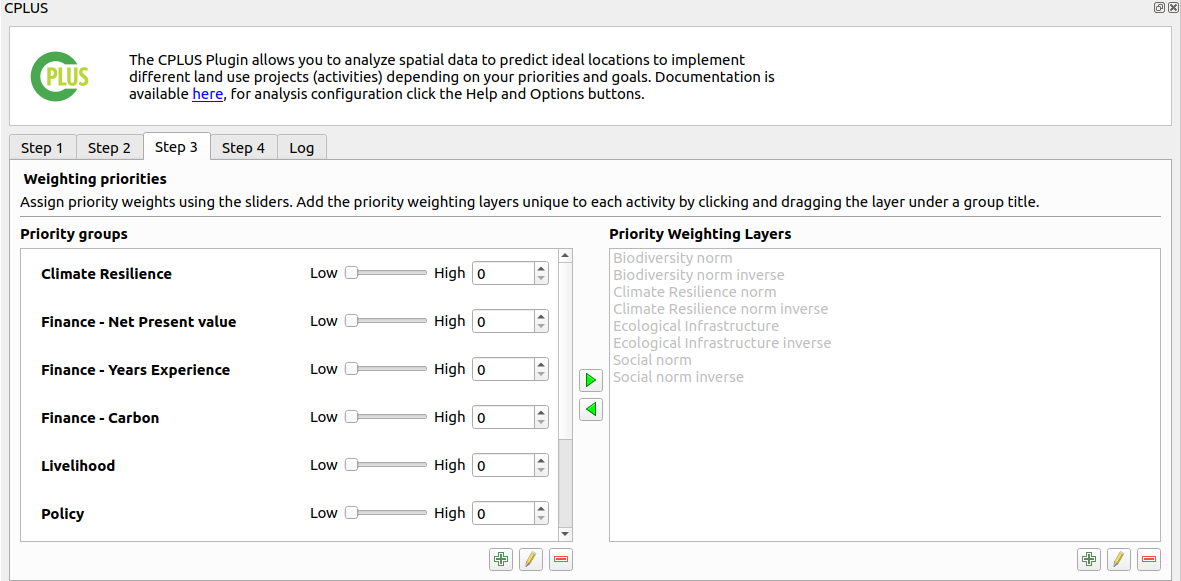 CPLUS
PLUS
The CPLUS Plugin allows you to analyze spatial data to predict ideal locations to implement
different land use projects (activities) depending on your priorities and goals. Documentation is
available here, for analysis configuration click the Help and Options buttons.
Step 1 Step 2 Step 3 Step 4 Log
Weighting priorities
Assign priority weights using the sliders. Add the priority weighting layers unique to each activity by clicking and dragging the layer under a group title.
Priority groups
Climate Resilience Low High 0
Finance - Net Present value Low High 0
Finance - Years Experience Low High 0
Finance - Carbon Low High 0
Livelihood Low High 0
Policy Low High 0
Priority Weighting Layers
Biodiversity norm
Biodiversity norm inverse
Climate Resilience norm
Climate Resilience norm inverse
Ecological Infrastructure
Ecological Infrastructure inverse
Social norm
Social norm inverse